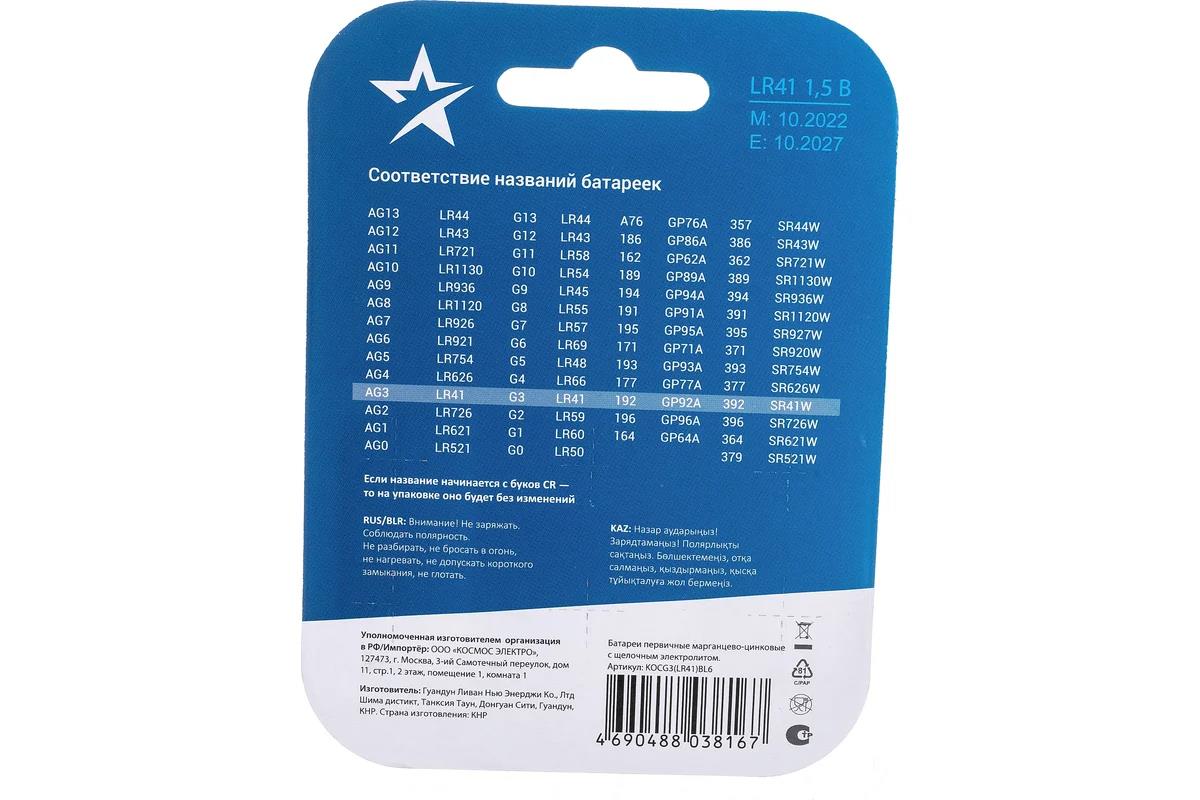 LR41 1,5 В
M: 10.2022
E: 10.2027
Соответствие названий батареек
AG13 LR44 G13 LR44 A76 GP76A 357 SR44W
AG12 LR43 G12 LR43 186 GP86A 386 SR43W
AG11 LR721 G11 LR58 162 GP62A 362 SR721W
AG10 LR1130 G10 LR54 189 GP89A 389 SR1130W
AG9 LR936 G9 LR45 194 GP94A 394 SR936W
AG8 LR1120 G8 LR55 191 GP91A 391 SR1120W
AG7 LR926 G7 LR57 195 GP95A 395 SR927W
AG6 LR921 G6 LR69 171 GP71A 371 SR920W
AG5 LR754 G5 LR48 193 GP93A 393 SR754W
AG4 LR626 G4 LR66 177 GP77A 377 SR626W
AG3 LR41 G3 LR41 192 GP92A 392 SR41W
AG2 LR726 G2 LR59 196 GP96A 396 SR726W
AG1 LR621 G1 LR60 164 GP64A 364 SR621W
AG0 LR521 G0 LR50 379 SR521W
Если название начинается с буков CR —
то на упаковке оно будет без изменений
RUS/BLR: Внимание! Не заряжать.
Соблюдать полярность.
Не разбирать, не бросать в огонь,
не нагревать, не допускать короткого
замыкания, не глотать.
KAZ: Назар аударыңыз!
Зарядтамаңыз! Полярлықты
сақтаңыз. Бөлшектемеңіз, отқа
салмаңыз, қыздырмаңыз, қысқа
тұйықталуға жол бермеңіз.
Уполномоченная изготовителем организация
в РФ/Импортёр: ООО «КОСМОС ЭЛЕКТРО»,
127473, г. Москва, 3-ий Самотечный переулок, дом
11, стр.1, 2 этаж, помещение 1, комната 1
Изготовитель: Гуандун Ливан Нью Энерджи Ко., Лтд
Шима дистикт, Танксия Таун, Донгуан Сити, Гуандун,
КНР. Страна изготовления: КНР
Батареи первичные марганцево-цинковые
с щелочным электролитом.
Артикул: KOCG3(LR41)BL6
4 690488 038167
81
C/PAP